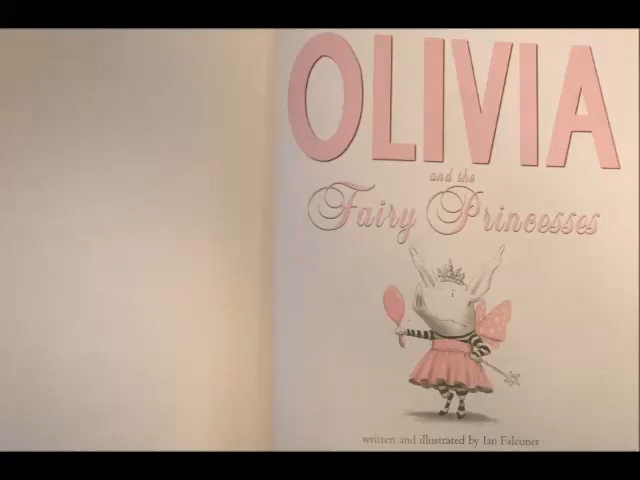 OLIVIA
and the
Fairy Princesses
written and illustrated by Ian Falconer